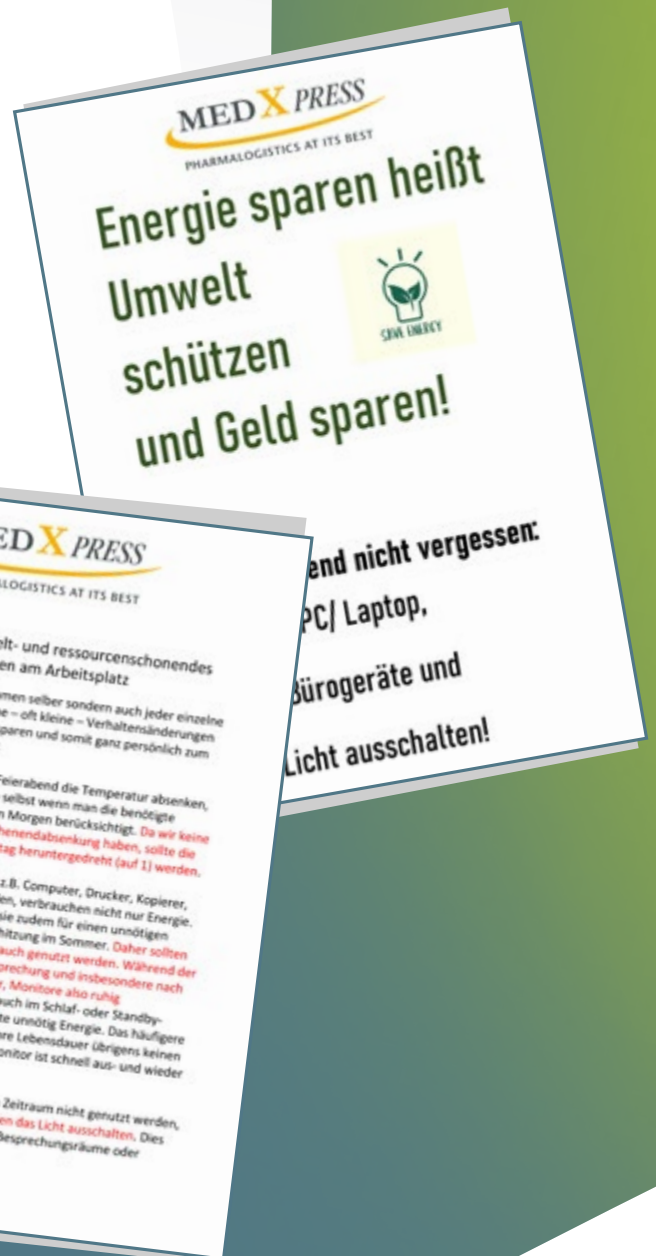 MED X PRESS
PHARMALOGISTICS AT ITS BEST
Energie sparen heißt
Umwelt
schützen
und Geld sparen!
SAVE ENERGY
end nicht vergessen:
PC/ Laptop,
Bürogeräte und
Licht ausschalten!
ED X PRESS
LOGISTICS AT ITS BEST
elt- und ressourcenschonendes
en am Arbeitsplatz
men selber sondern auch jeder einzelne
e – oft kleine – Verhaltensänderungen
paren und somit ganz persönlich zum
Feierabend die Temperatur absenken,
selbst wenn man die benötigte
n Morgen berücksichtigt. Da wir keine
henendabsenkung haben, sollte die
tag heruntergedreht (auf 1) werden.
z.B. Computer, Drucker, Kopierer,
en, verbrauchen nicht nur Energie.
sie zudem für einen unnötigen
hitzung im Sommer. Daher sollten
auch genutzt werden. Während der
prechung und insbesondere nach
r, Monitore also ruhig
auch im Schlaf- oder Standby-
te unnötig Energie. Das häufigere
re Lebensdauer übrigens keinen
onitor ist schnell aus- und wieder
Zeitraum nicht genutzt werden,
en das Licht ausschalten. Dies
Besprechungsräume oder